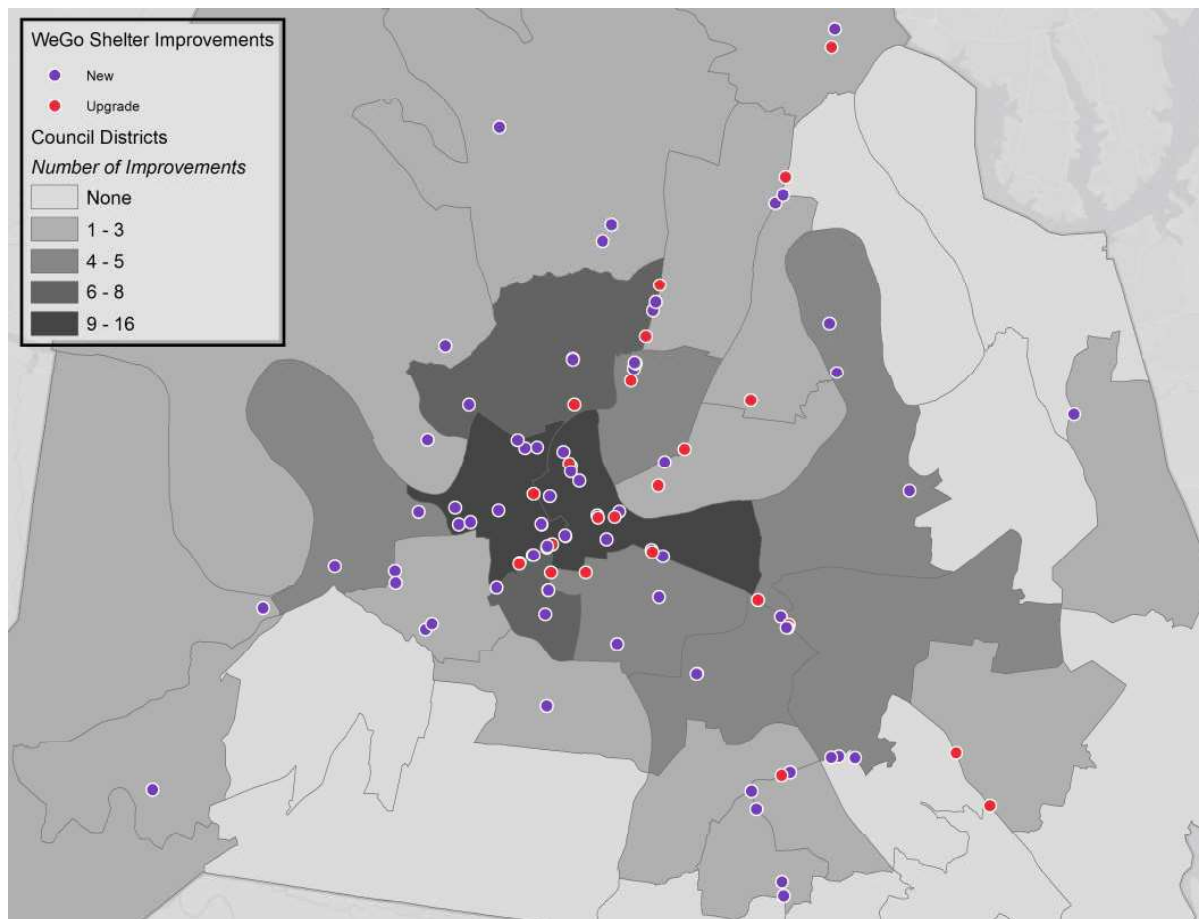 WeGo Shelter Improvements
New
Upgrade
Council Districts
Number of Improvements
None
1 - 3
4 - 5
6 - 8
9 - 16